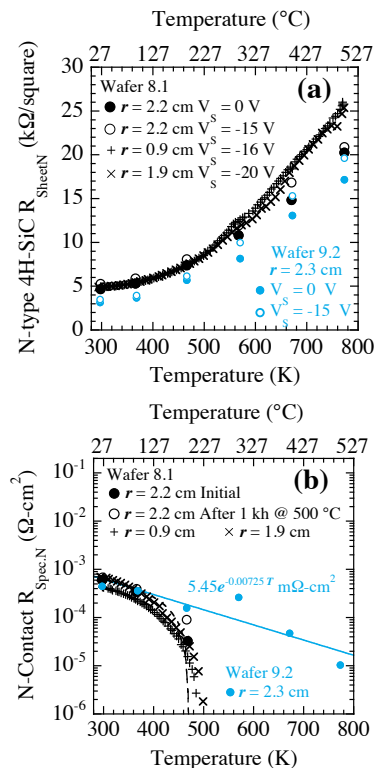 Temperature (°C)
27 127 227 327 427 527
N-type 4H-SiC R_SheetN (kΩ/square)
30
25
20
15
10
5
0
(a)
Wafer 8.1
r = 2.2 cm V_S = 0 V
r = 2.2 cm V_S = -15 V
r = 0.9 cm V_S = -16 V
r = 1.9 cm V_S = -20 V
Wafer 9.2
r = 2.3 cm
V_S = 0 V
V_S = -15 V
300 400 500 600 700 800
Temperature (K)
Temperature (°C)
27 127 227 327 427 527
N-Contact R_Spec.N (Ω-cm²)
10⁻¹
10⁻²
10⁻³
10⁻⁴
10⁻⁵
10⁻⁶
Wafer 8.1
(b)
r = 2.2 cm Initial
r = 2.2 cm After 1 kh @ 500 °C
+ r = 0.9 cm × r = 1.9 cm
5.45e^-0.00725 T mΩ-cm²
Wafer 9.2
r = 2.3 cm
300 400 500 600 700 800
Temperature (K)